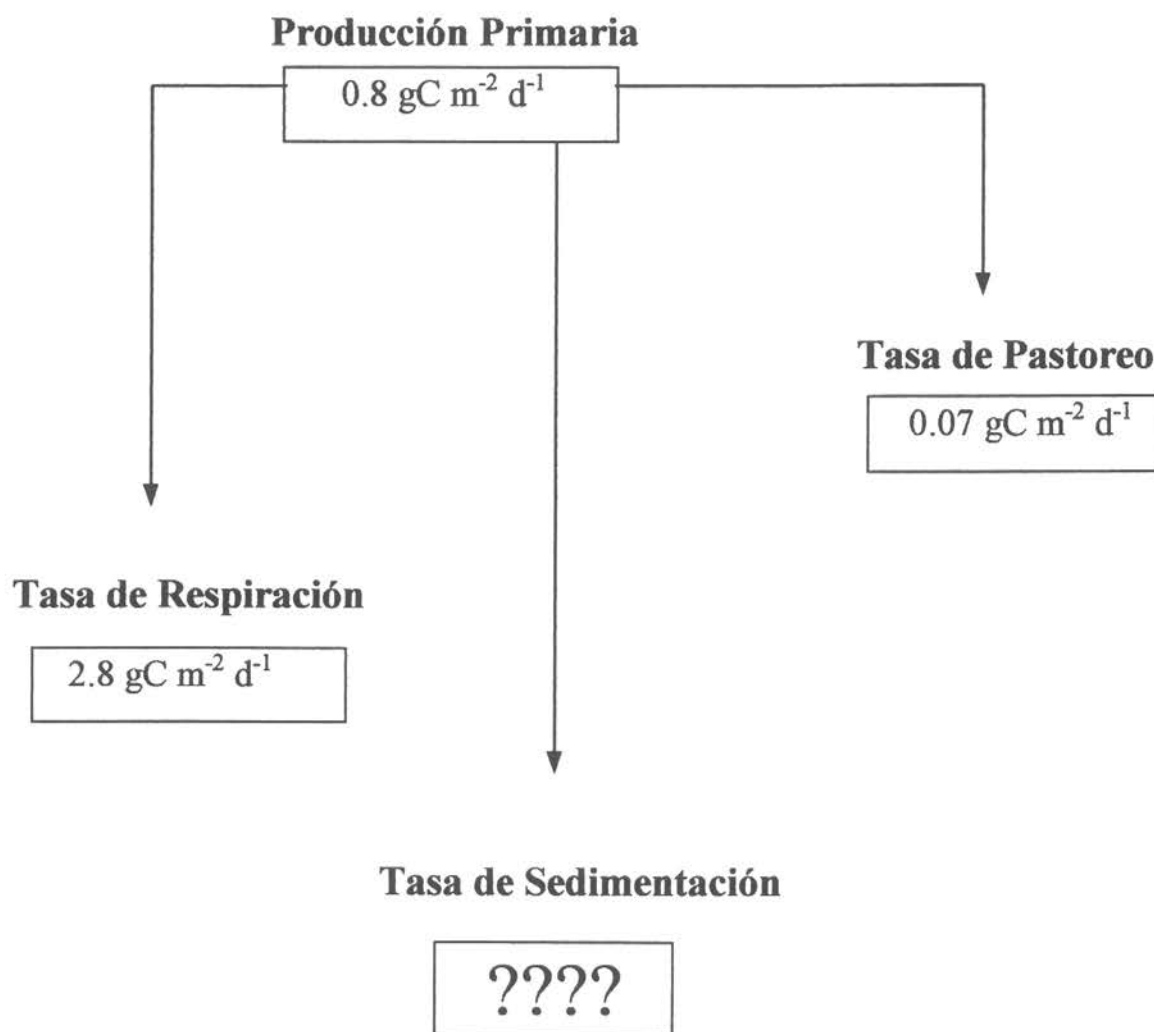 Producción Primaria
0.8 gC m⁻² d⁻¹
Tasa de Pastoreo
0.07 gC m⁻² d⁻¹
Tasa de Respiración
2.8 gC m⁻² d⁻¹
Tasa de Sedimentación
????